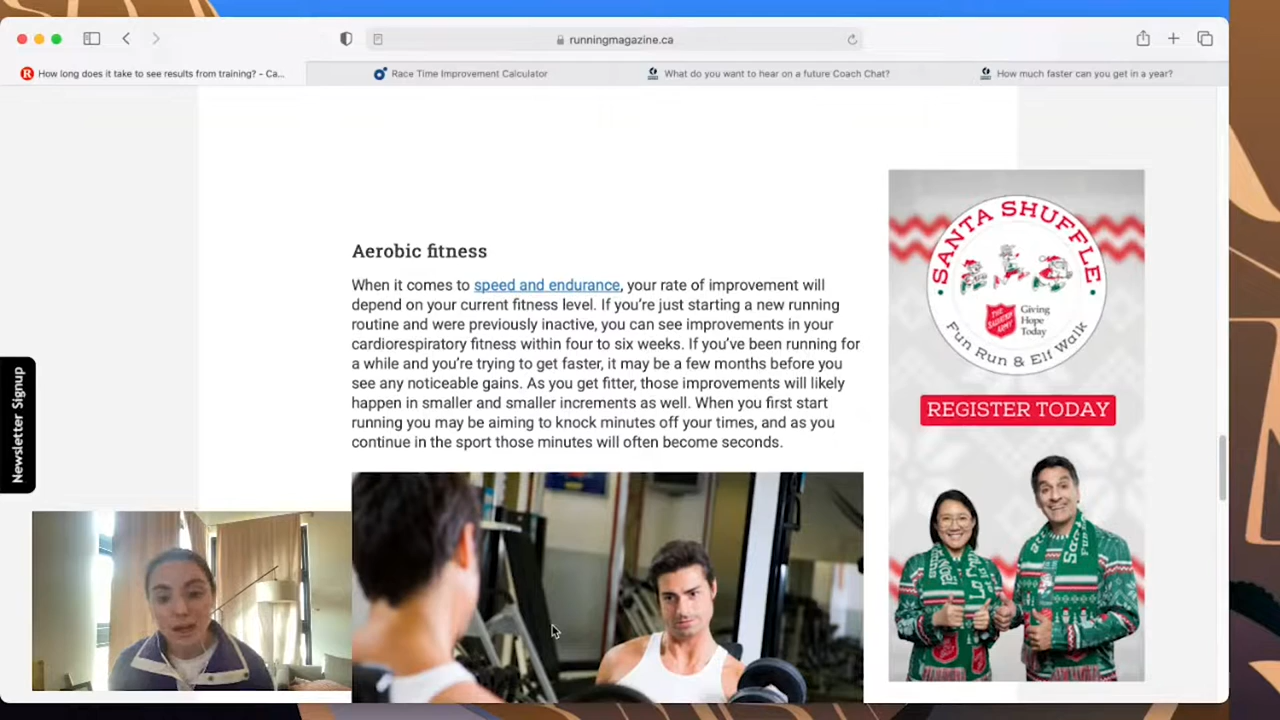 runningmagazine.ca
How long does it take to see results from training? – Ca...
Race Time Improvement Calculator
What do you want to hear on a future Coach Chat?
How much faster can you get in a year?
Aerobic fitness
When it comes to speed and endurance, your rate of improvement will
depend on your current fitness level. If you're just starting a new running
routine and were previously inactive, you can see improvements in your
cardiorespiratory fitness within four to six weeks. If you've been running for
a while and you're trying to get faster, it may be a few months before you
see any noticeable gains. As you get fitter, those improvements will likely
happen in smaller and smaller increments as well. When you first start
running you may be aiming to knock minutes off your times, and as you
continue in the sport those minutes will often become seconds.
Newsletter Signup
SANTA SHUFFLE
THE SALVATION ARMY
Giving
Hope
Today
Fun Run & Elf Walk
REGISTER TODAY